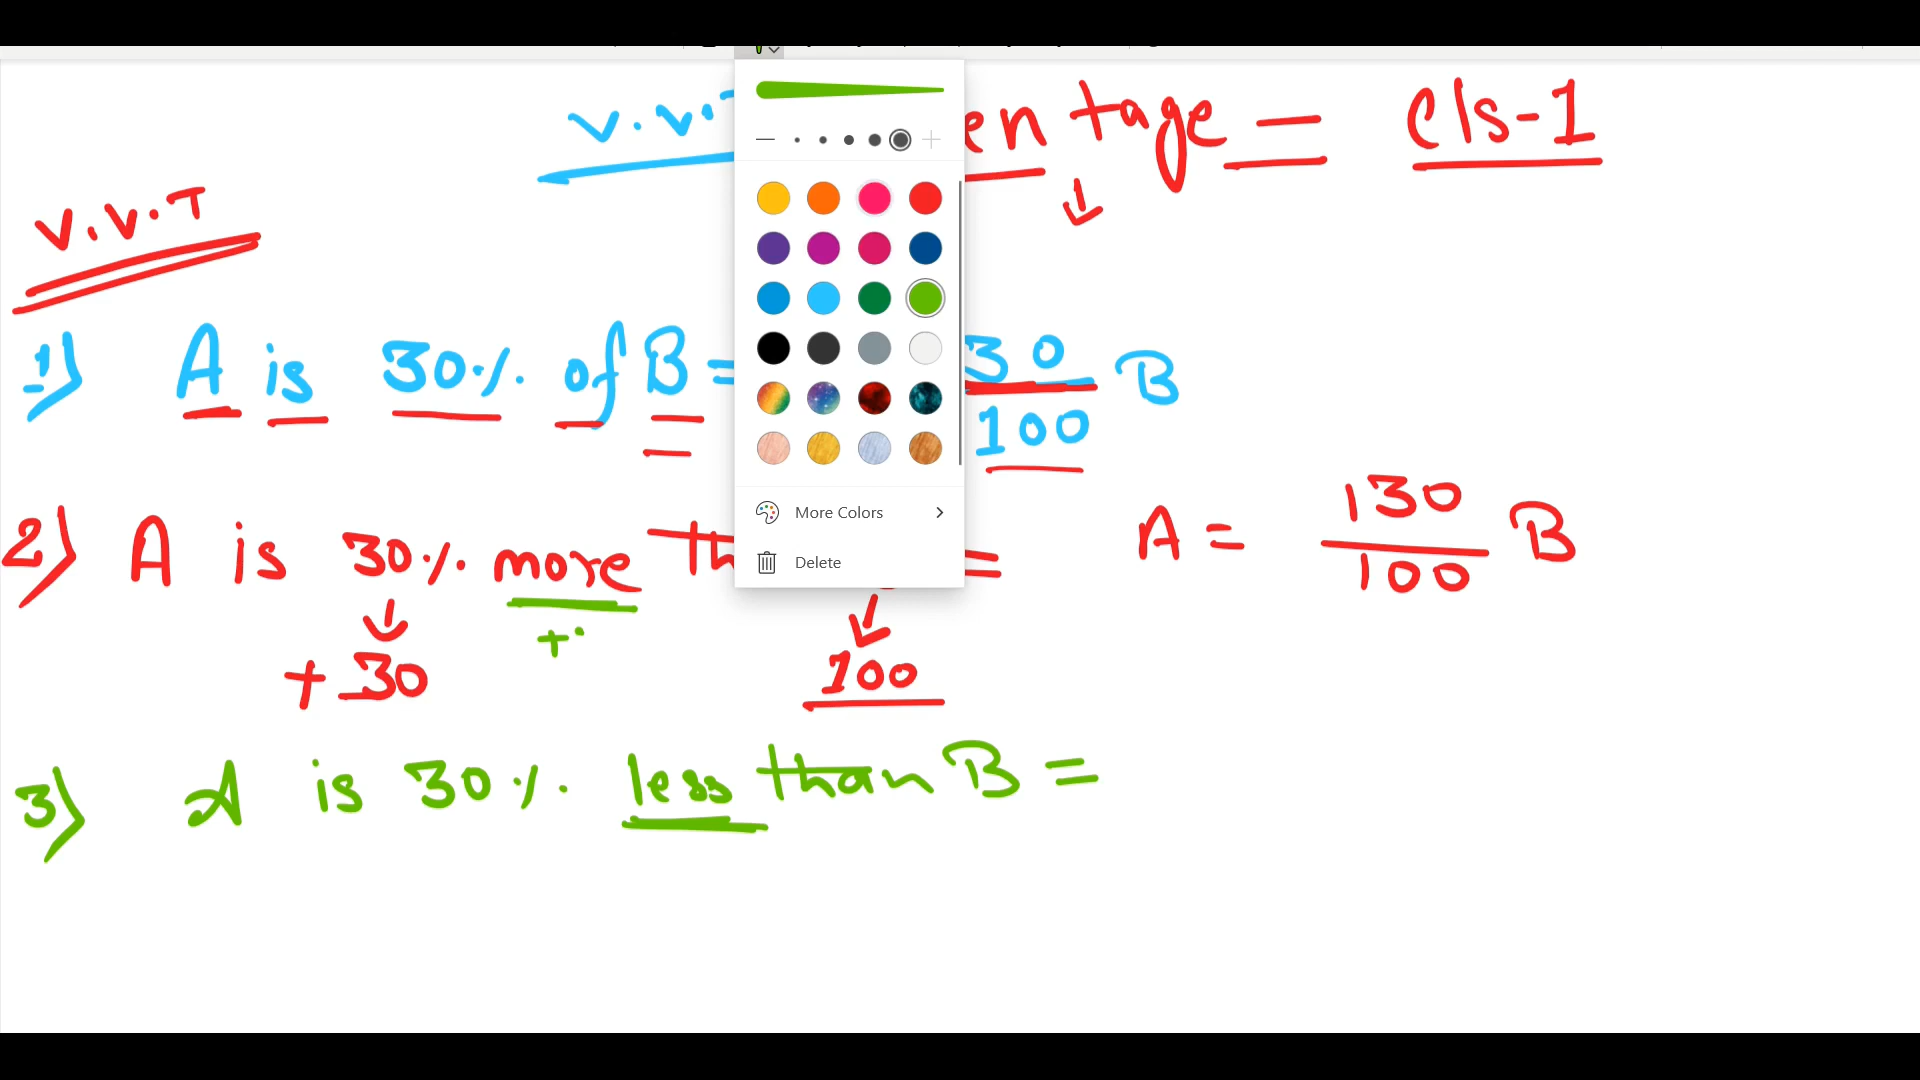 V.V.T
entage = Cls-1
V.V.T
1) A is 30% of B =
30
100
B
2) A is 30% more
=
A =
130
100
B
+ 30
+
100
3) A is 30% less than B =
More Colors
Delete